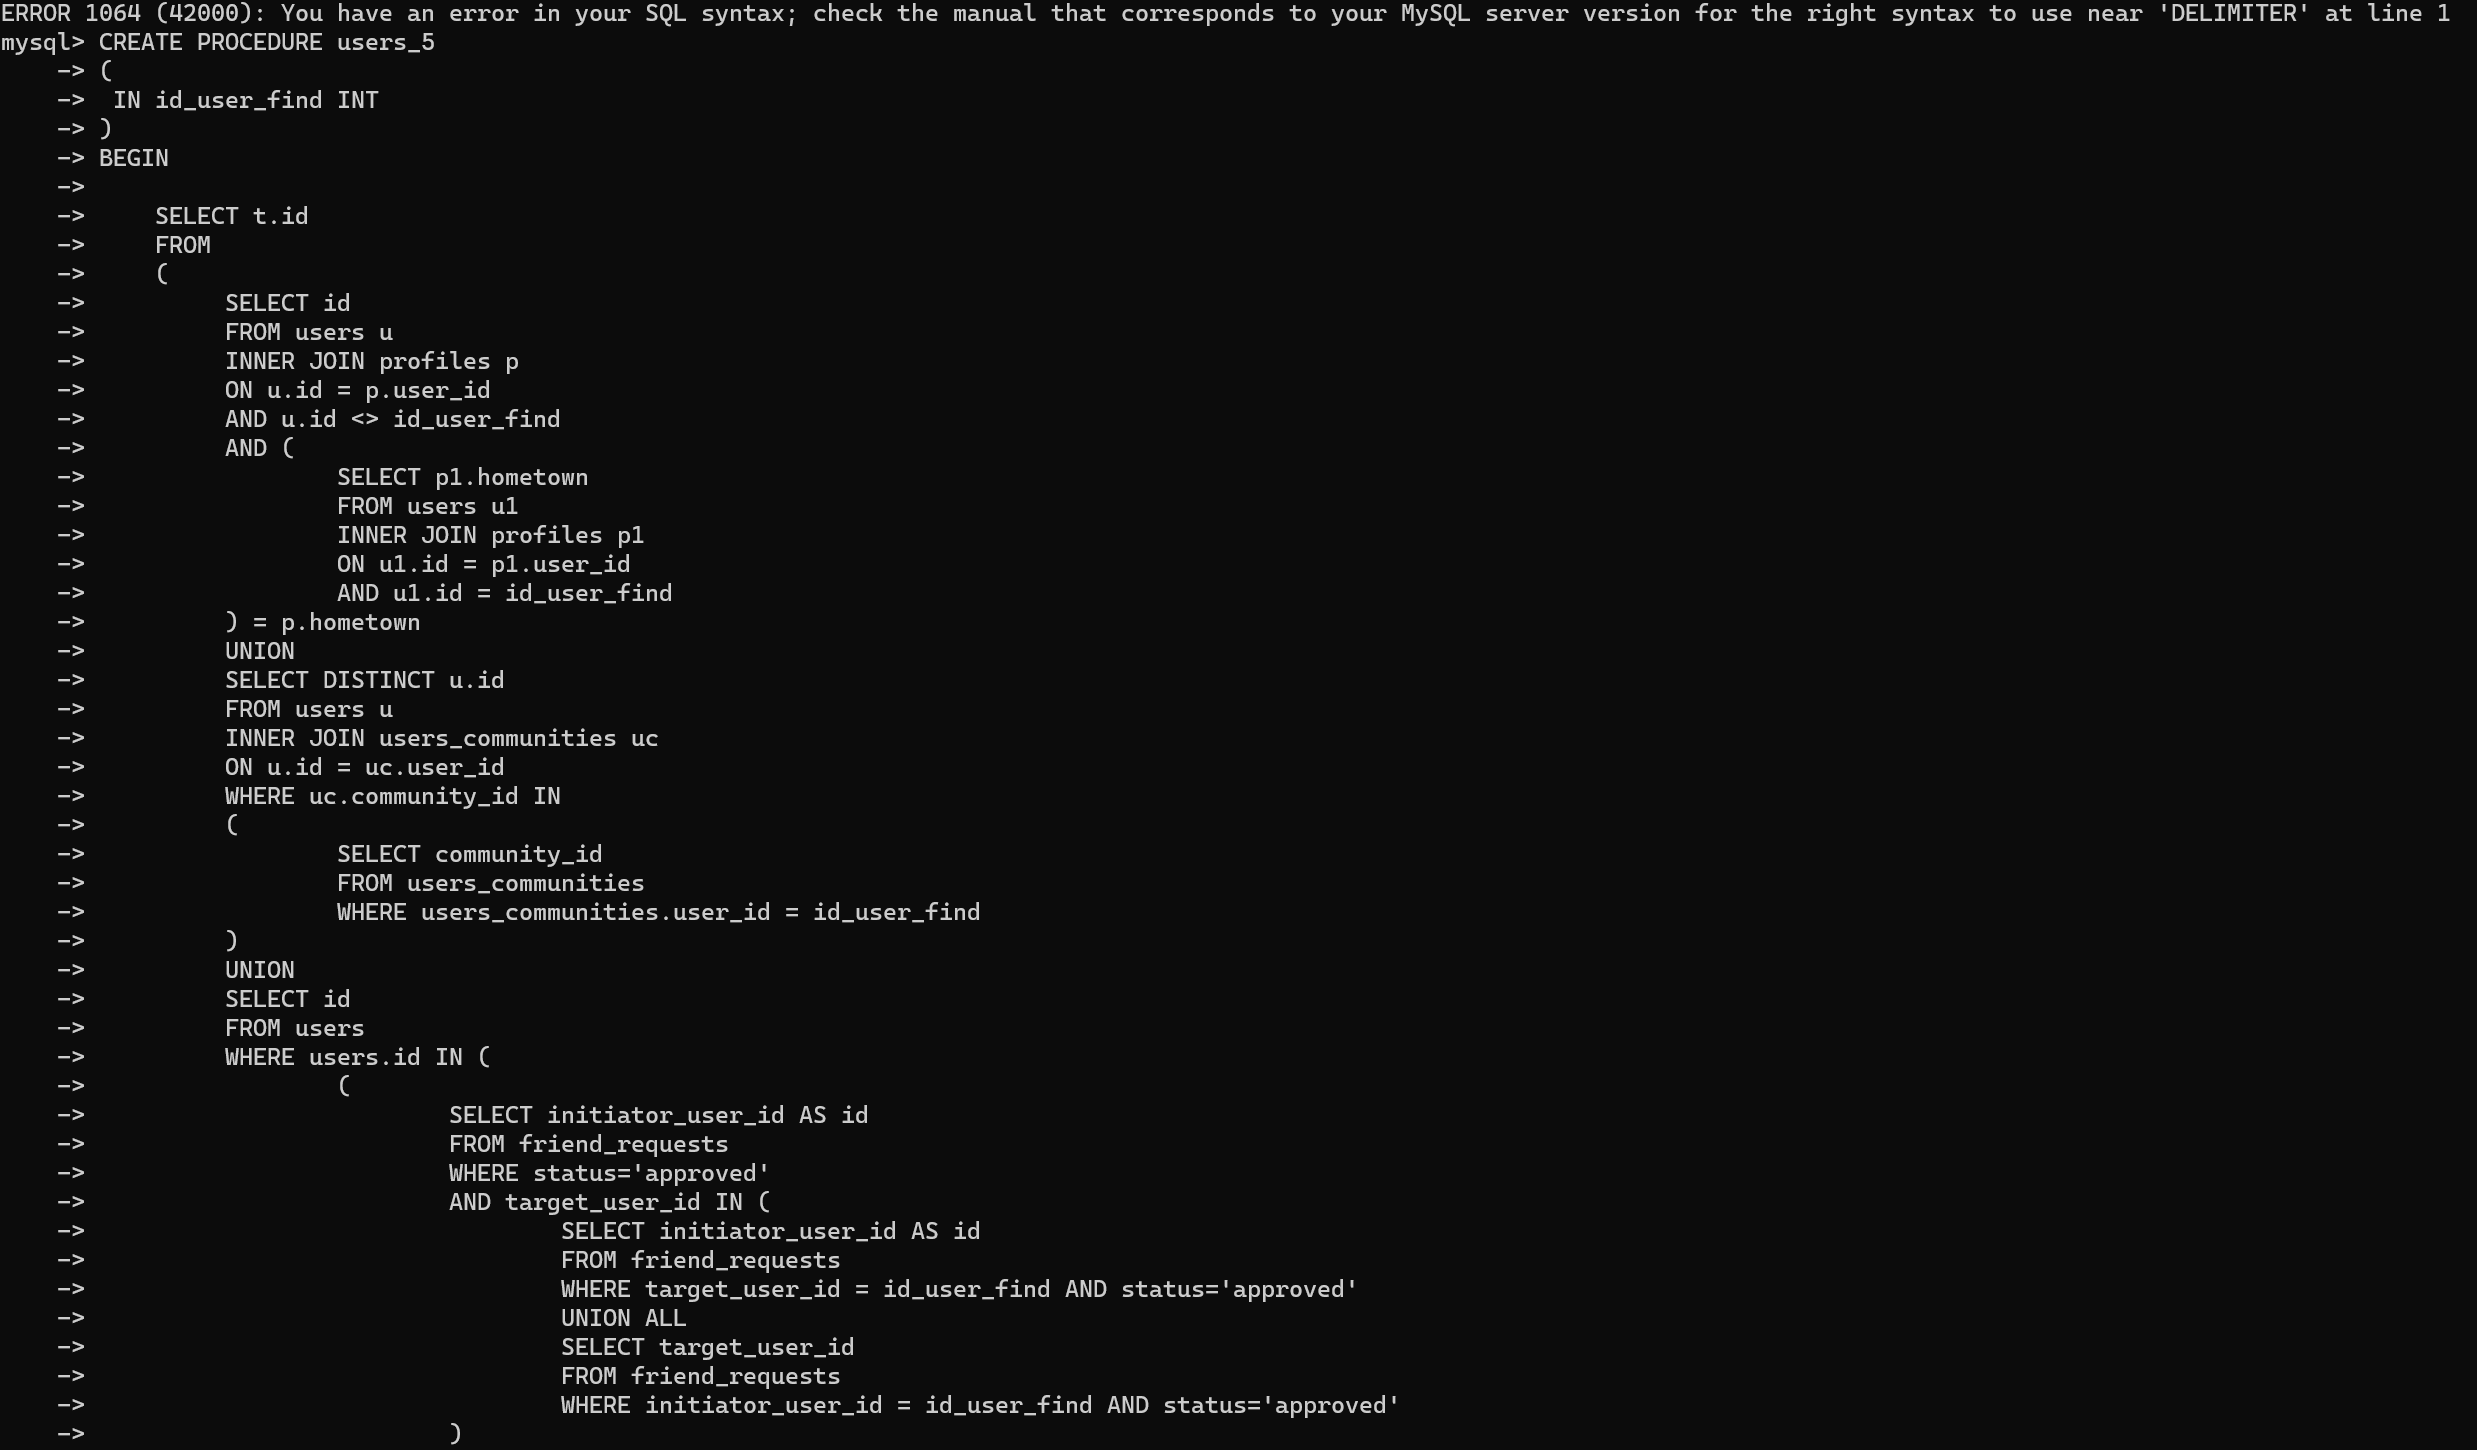 ERROR 1064 (42000): You have an error in your SQL syntax; check the manual that corresponds to your MySQL server version for the right syntax to use near 'DELIMITER' at line 1
mysql> CREATE PROCEDURE users_5
    -> (
    ->  IN id_user_find INT
    -> )
    -> BEGIN
    ->
    ->     SELECT t.id
    ->     FROM
    ->     (
    ->          SELECT id
    ->          FROM users u
    ->          INNER JOIN profiles p
    ->          ON u.id = p.user_id
    ->          AND u.id <> id_user_find
    ->          AND (
    ->                  SELECT p1.hometown
    ->                  FROM users u1
    ->                  INNER JOIN profiles p1
    ->                  ON u1.id = p1.user_id
    ->                  AND u1.id = id_user_find
    ->          ) = p.hometown
    ->          UNION
    ->          SELECT DISTINCT u.id
    ->          FROM users u
    ->          INNER JOIN users_communities uc
    ->          ON u.id = uc.user_id
    ->          WHERE uc.community_id IN
    ->          (
    ->                  SELECT community_id
    ->                  FROM users_communities
    ->                  WHERE users_communities.user_id = id_user_find
    ->          )
    ->          UNION
    ->          SELECT id
    ->          FROM users
    ->          WHERE users.id IN (
    ->                  (
    ->                          SELECT initiator_user_id AS id
    ->                          FROM friend_requests
    ->                          WHERE status='approved'
    ->                          AND target_user_id IN (
    ->                                  SELECT initiator_user_id AS id
    ->                                  FROM friend_requests
    ->                                  WHERE target_user_id = id_user_find AND status='approved'
    ->                                  UNION ALL
    ->                                  SELECT target_user_id
    ->                                  FROM friend_requests
    ->                                  WHERE initiator_user_id = id_user_find AND status='approved'
    ->                          )